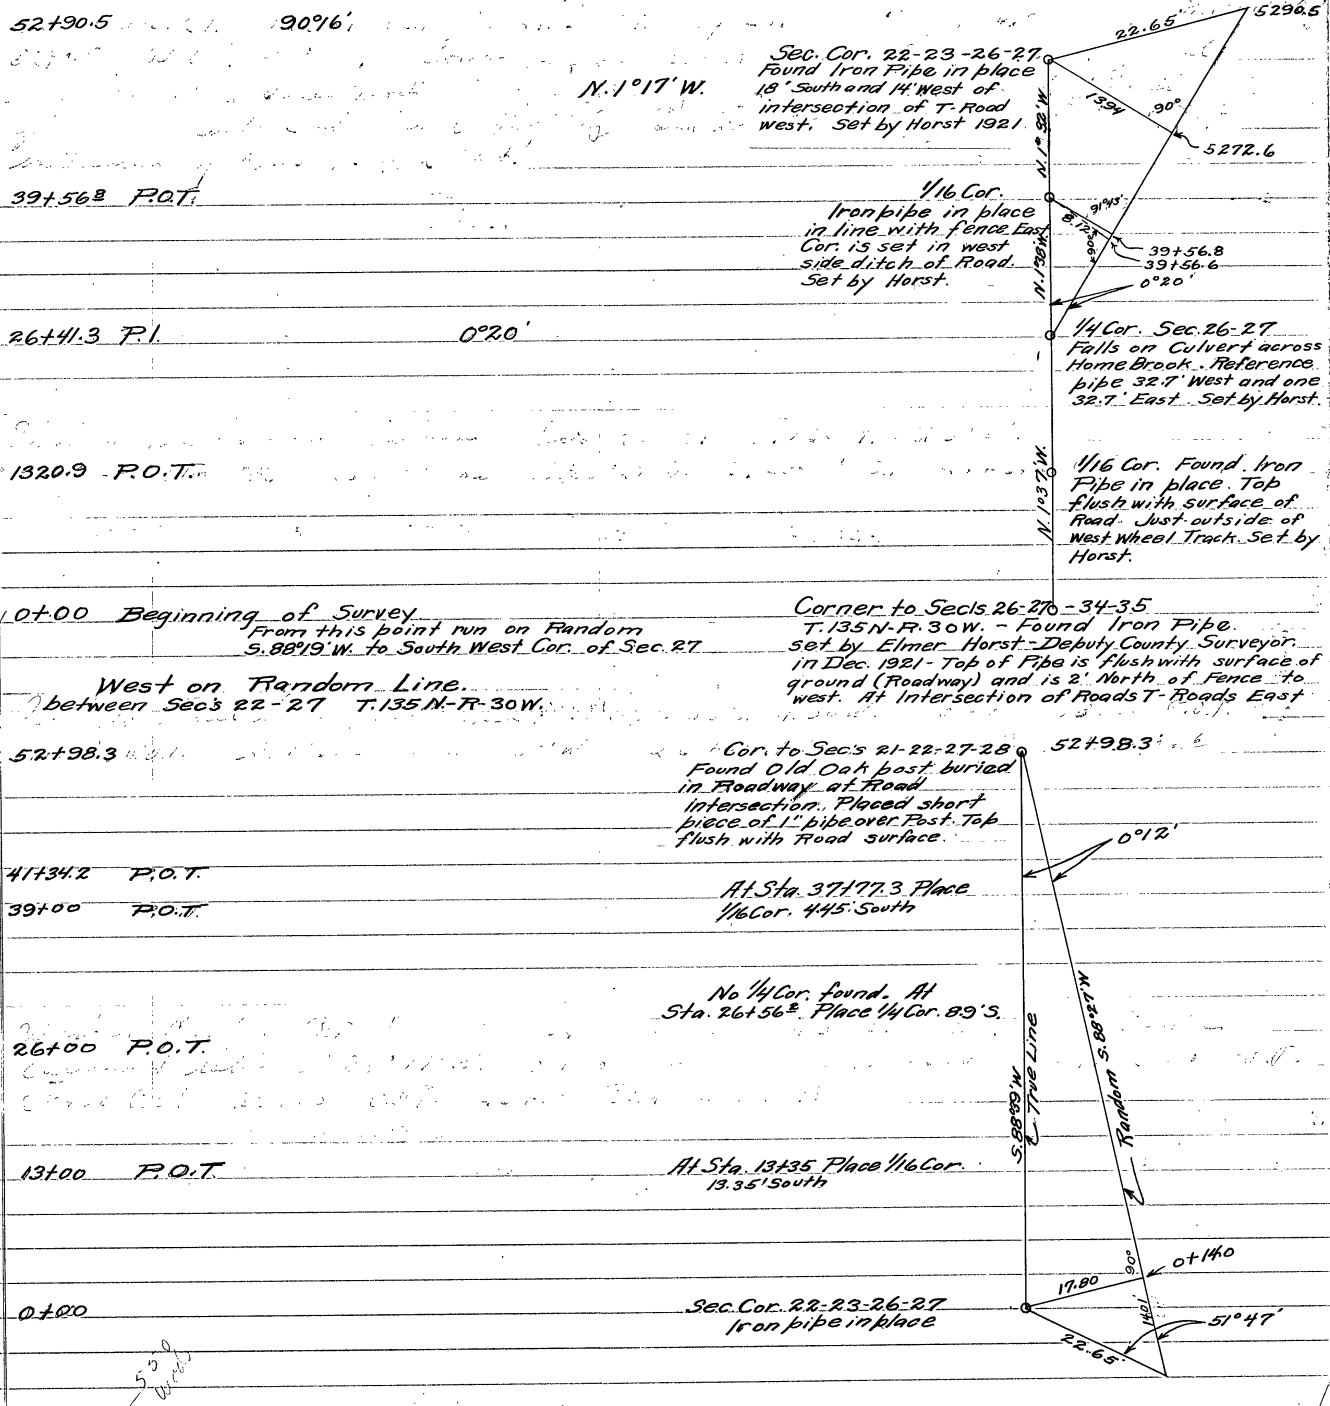 52+90.5 90°16'
22.65'
5290.5
Sec. Cor. 22-23-26-27
Found Iron Pipe in place
18' South and 14' West of
intersection of T-Road
west. Set by Horst 1921
N. 1°17' W.
13.94
90°
5272.6
39+56⁸ P.O.T.
1/16 Cor.
Iron pipe in place
in line with fence East
Cor. is set in west
side ditch of Road.
Set by Horst.
91°43'
8.12
39+56.8
39+56.6
0°20'
26+41.3 P.I. 0°20'
1/4 Cor. Sec. 26-27
Falls on Culvert across
Home Brook. Reference
pipe 32.7' West and one
32.7' East. Set by Horst.
1320.9 P.O.T.
N. 1°37' W.
1/16 Cor. Found Iron
Pipe in place. Top
flush with surface of
Road. Just outside of
West Wheel Track. Set by
Horst.
0+00 Beginning of Survey
From this point run on Random
S. 88°19' W. to South West Cor. of Sec. 27
Corner to Secs 26-27-34-35
T. 135 N-R. 30 W. - Found Iron Pipe.
set by Elmer Horst-Deputy County Surveyor.
in Dec. 1921 - Top of Pipe is flush with surface of
ground (Roadway) and is 2' North of Fence to
west. At Intersection of Roads T-Roads East
West on Random Line.
between Sec's 22-27 T. 135 N-R-30W.
52+98.3
Cor. to Sec's 21-22-27-28
Found Old Oak post buried
in Roadway at Road
intersection. Placed short
piece of 1" pipe over Post. Top
flush with Road surface.
52+98.3
0°12'
41+34.2 P.O.T.
39+00 P.O.T.
At Sta. 37+77.3 Place
1/16 Cor. 4.45' South
No 1/4 Cor. found. At
Sta. 26+56² Place 1/4 Cor. 8.9' S.
26+00 P.O.T.
S. 88°39' W.
True Line
Random S. 88°27' W.
13+00 P.O.T.
At Sta. 13+35 Place 1/16 Cor.
13.35' South
90°
0+14.0
17.80
14.01'
0+00
Sec. Cor. 22-23-26-27
Iron pipe in place
51°47'
22.65'